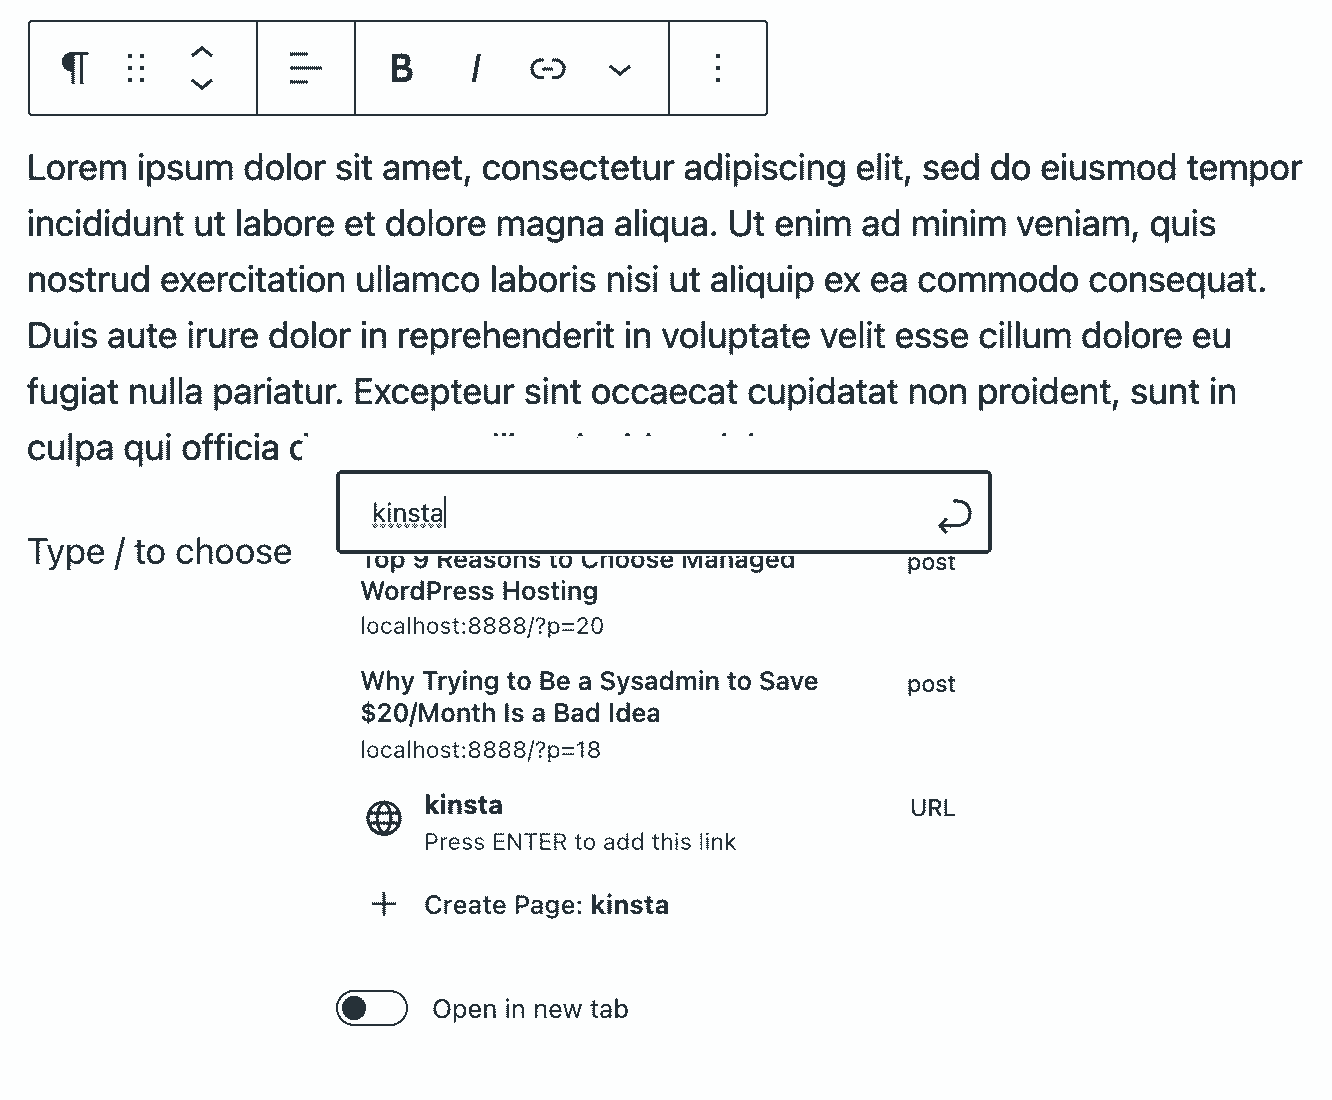 B I
Lorem ipsum dolor sit amet, consectetur adipiscing elit, sed do eiusmod tempor
incididunt ut labore et dolore magna aliqua. Ut enim ad minim veniam, quis
nostrud exercitation ullamco laboris nisi ut aliquip ex ea commodo consequat.
Duis aute irure dolor in reprehenderit in voluptate velit esse cillum dolore eu
fugiat nulla pariatur. Excepteur sint occaecat cupidatat non proident, sunt in
culpa qui officia
kinsta
Type / to choose
Top 9 Reasons to Choose Managed
post
WordPress Hosting
localhost:8888/?p=20
Why Trying to Be a Sysadmin to Save
post
$20/Month Is a Bad Idea
localhost:8888/?p=18
kinsta
URL
Press ENTER to add this link
Create Page: kinsta
Open in new tab